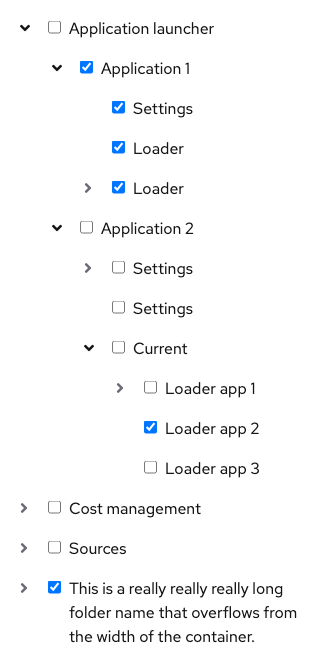 Application launcher
Application 1
Settings
Loader
Loader
Application 2
Settings
Settings
Current
Loader app 1
Loader app 2
Loader app 3
Cost management
Sources
This is a really really really long
folder name that overflows from
the width of the container.